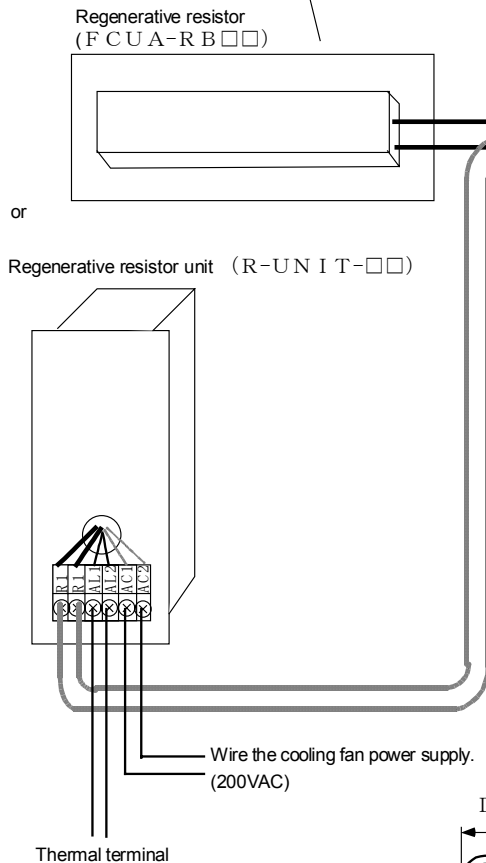 Regenerative resistor
(FCUA-RB□□)
or
Regenerative resistor unit (R-UNIT-□□)
R1 R1 AL1 AL2 AC1 AC2
Wire the cooling fan power supply.
(200VAC)
Thermal terminal